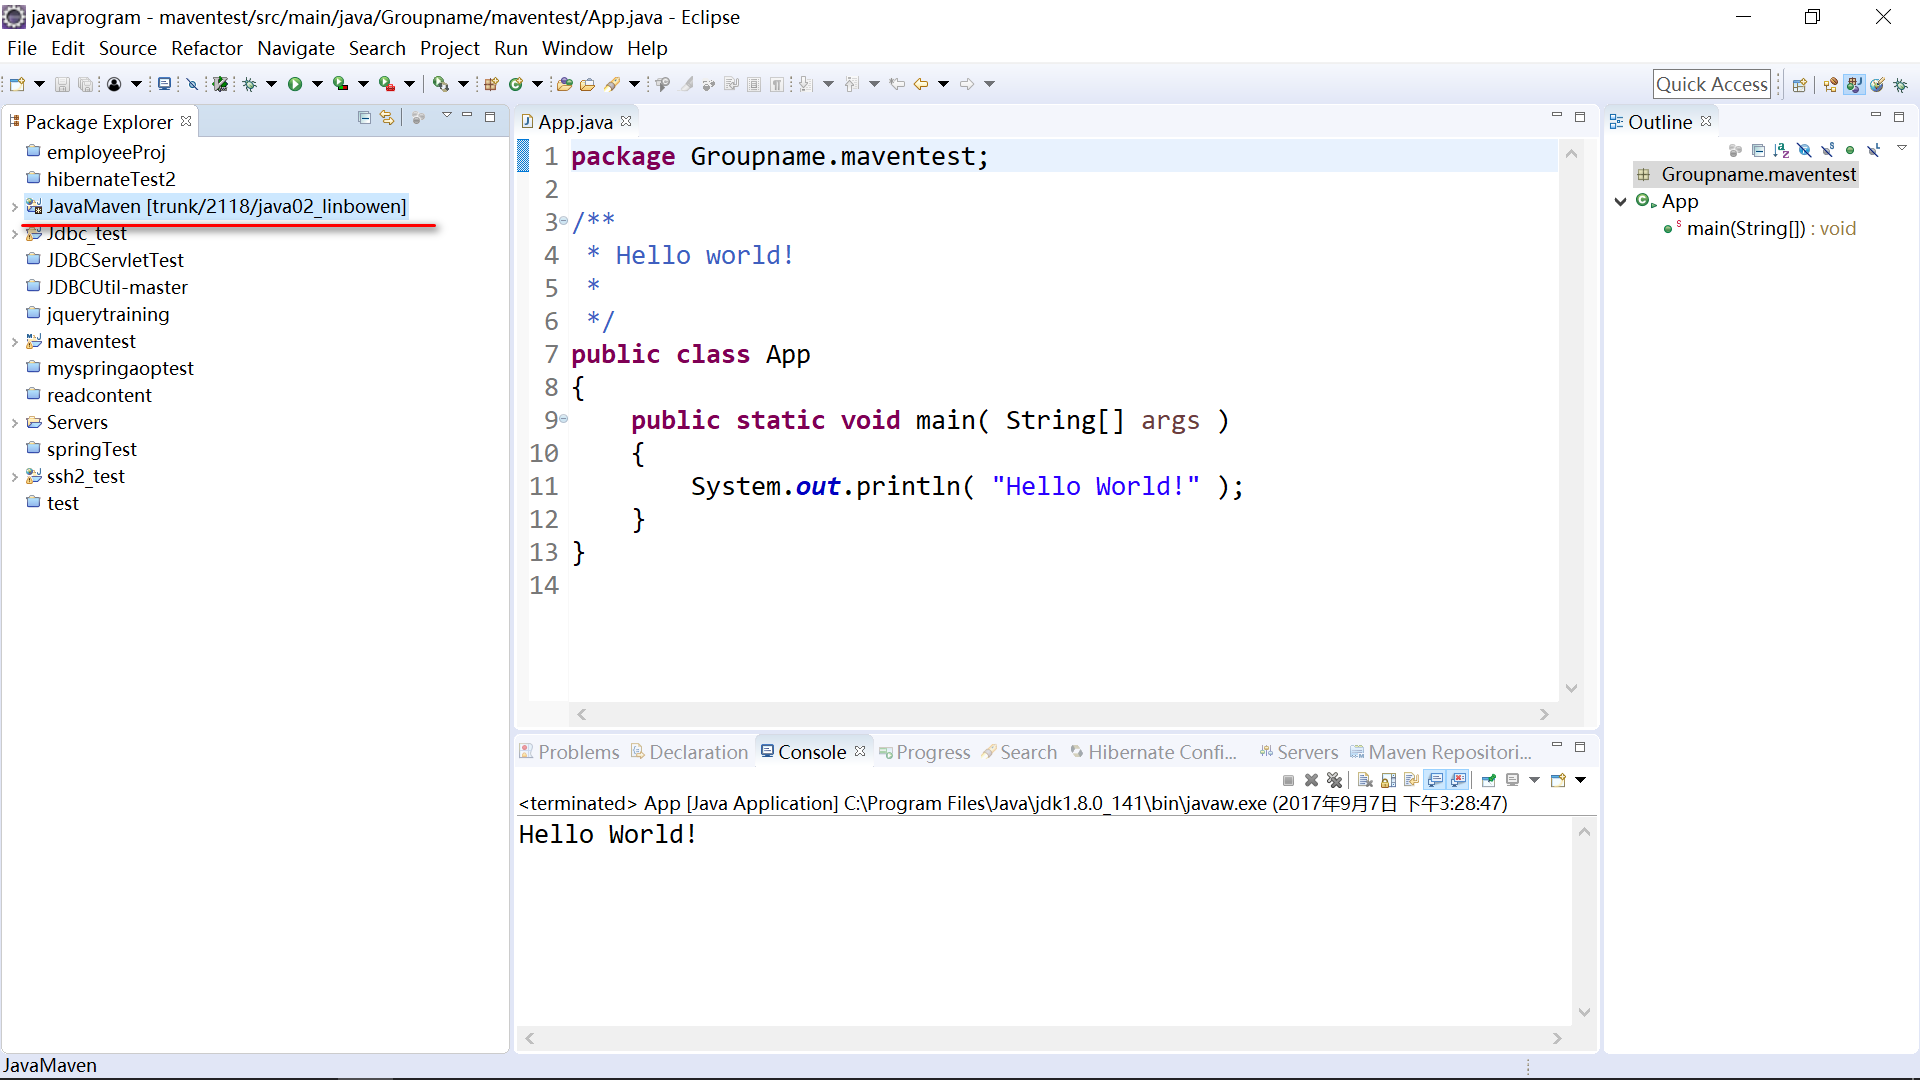 javaprogram - maventest/src/main/java/Groupname/maventest/App.java - Eclipse
File Edit Source Refactor Navigate Search Project Run Window Help
Quick Access
Package Explorer
employeeProj
hibernateTest2
JavaMaven [trunk/2118/java02_linbowen]
Jdbc_test
JDBCServletTest
JDBCUtil-master
jquerytraining
maventest
myspringaoptest
readcontent
Servers
springTest
ssh2_test
test
App.java
1 package Groupname.maventest;
2
3 /**
4  * Hello world!
5  *
6  */
7 public class App
8 {
9     public static void main( String[] args )
10     {
11         System.out.println( "Hello World!" );
12     }
13 }
14
Outline
Groupname.maventest
App
main(String[]) : void
Problems Declaration Console Progress Search Hibernate Confi... Servers Maven Repositori...
<terminated> App [Java Application] C:\Program Files\Java\jdk1.8.0_141\bin\javaw.exe (2017年9月7日 下午3:28:47)
Hello World!
JavaMaven